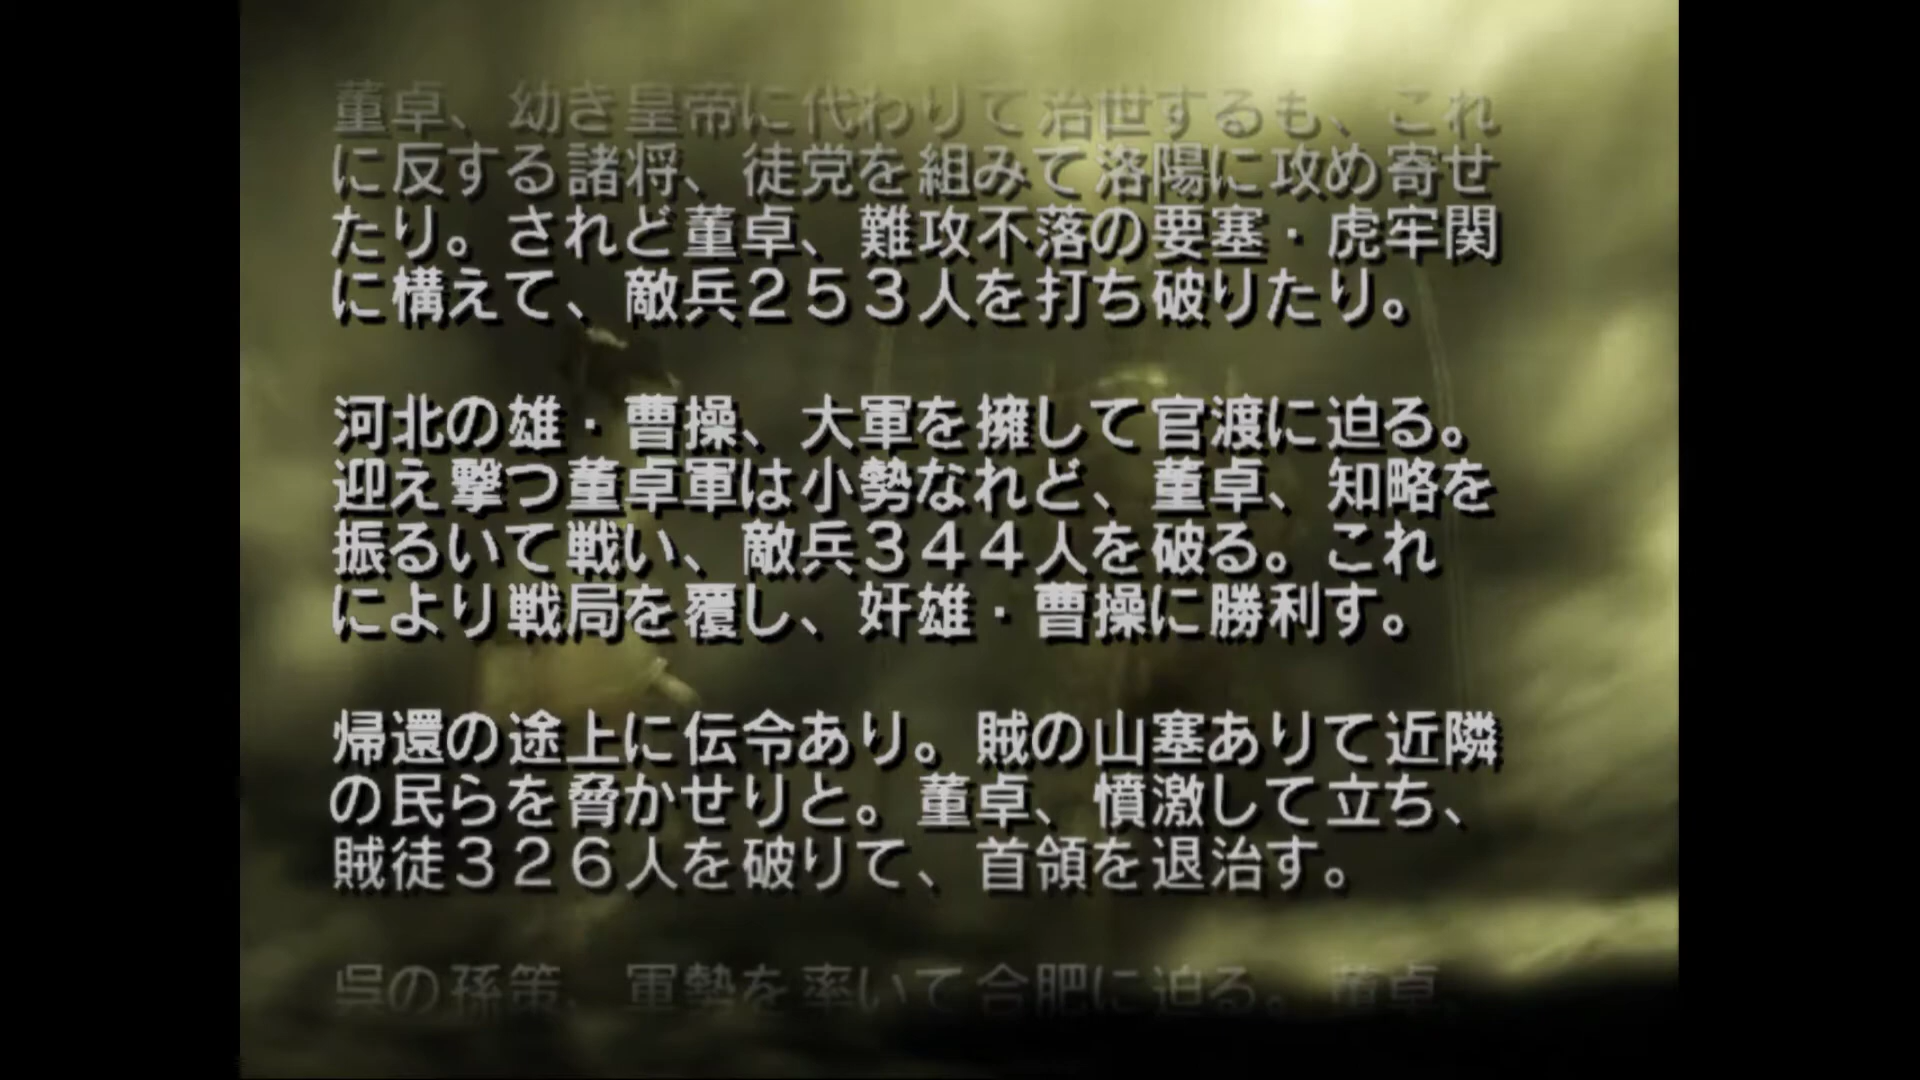 董卓、幼き皇帝に代わりて治世するも、これ
に反する諸将、徒党を組みて洛陽に攻め寄せ
たり。されど董卓、難攻不落の要塞・虎牢関
に構えて、敵兵２５３人を打ち破りたり。
河北の雄・曹操、大軍を擁して官渡に迫る。
迎え撃つ董卓軍は小勢なれど、董卓、知略を
振るいて戦い、敵兵３４４人を破る。これ
により戦局を覆し、奸雄・曹操に勝利す。
帰還の途上に伝令あり。賊の山塞ありて近隣
の民らを脅かせりと。董卓、憤激して立ち、
賊徒３２６人を破りて、首領を退治す。
呉の孫策、軍勢を率いて合肥に迫る。董卓、